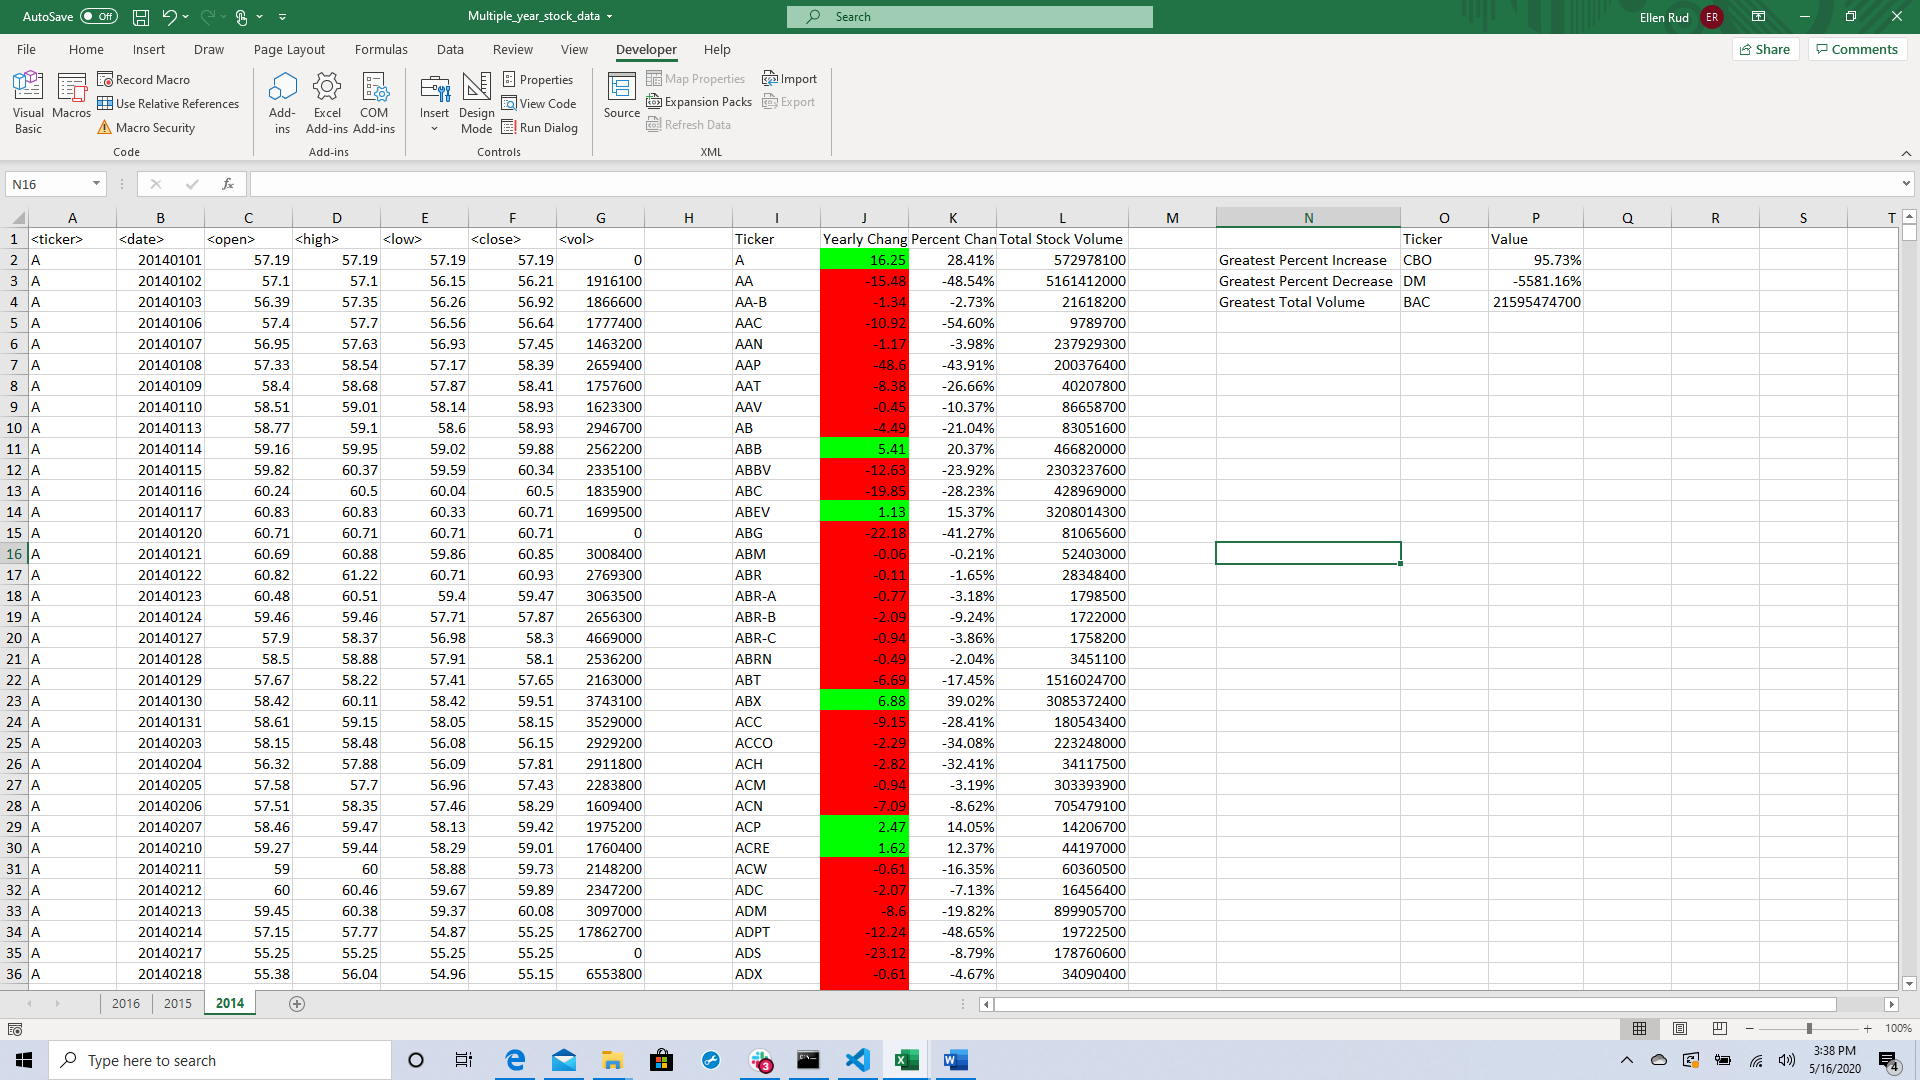 AutoSave Off Multiple_year_stock_data Search Ellen Rud ER
File Home Insert Draw Page Layout Formulas Data Review View Developer Help Share Comments
Visual Basic Macros Record Macro Use Relative References Macro Security Code
Add-ins Excel Add-ins COM Add-ins Add-ins
Insert Design Mode Properties View Code Run Dialog Controls
Source Map Properties Expansion Packs Refresh Data Import Export XML
N16 fx
A B C D E F G H I J K L M N O P Q R S T
1 <ticker> <date> <open> <high> <low> <close> <vol> Ticker Yearly Chang Percent Chan Total Stock Volume Ticker Value
2 A 20140101 57.19 57.19 57.19 57.19 0 A 16.25 28.41% 572978100 Greatest Percent Increase CBO 95.73%
3 A 20140102 57.1 57.1 56.15 56.21 1916100 AA -15.48 -48.54% 5161412000 Greatest Percent Decrease DM -5581.16%
4 A 20140103 56.39 57.35 56.26 56.92 1866600 AA-B -1.34 -2.73% 21618200 Greatest Total Volume BAC 21595474700
5 A 20140106 57.4 57.7 56.56 56.64 1777400 AAC -10.92 -54.60% 9789700
6 A 20140107 56.95 57.63 56.93 57.45 1463200 AAN -1.17 -3.98% 237929300
7 A 20140108 57.33 58.54 57.17 58.39 2659400 AAP -48.6 -43.91% 200376400
8 A 20140109 58.4 58.68 57.87 58.41 1757600 AAT -8.38 -26.66% 40207800
9 A 20140110 58.51 59.01 58.14 58.93 1623300 AAV -0.45 -10.37% 86658700
10 A 20140113 58.77 59.1 58.6 58.93 2946700 AB -4.49 -21.04% 83051600
11 A 20140114 59.16 59.95 59.02 59.88 2562200 ABB 5.41 20.37% 466820000
12 A 20140115 59.82 60.37 59.59 60.34 2335100 ABBV -12.63 -23.92% 2303237600
13 A 20140116 60.24 60.5 60.04 60.5 1835900 ABC -19.85 -28.23% 428969000
14 A 20140117 60.83 60.83 60.33 60.71 1699500 ABEV 1.13 15.37% 3208014300
15 A 20140120 60.71 60.71 60.71 60.71 0 ABG -22.18 -41.27% 81065600
16 A 20140121 60.69 60.88 59.86 60.85 3008400 ABM -0.06 -0.21% 52403000
17 A 20140122 60.82 61.22 60.71 60.93 2769300 ABR -0.11 -1.65% 28348400
18 A 20140123 60.48 60.51 59.4 59.47 3063500 ABR-A -0.77 -3.18% 1798500
19 A 20140124 59.46 59.46 57.71 57.87 2656300 ABR-B -2.09 -9.24% 1722000
20 A 20140127 57.9 58.37 56.98 58.3 4669000 ABR-C -0.94 -3.86% 1758200
21 A 20140128 58.5 58.88 57.91 58.1 2536200 ABRN -0.49 -2.04% 3451100
22 A 20140129 57.67 58.22 57.41 57.65 2163000 ABT -6.69 -17.45% 1516024700
23 A 20140130 58.42 60.11 58.42 59.51 3743100 ABX 6.88 39.02% 3085372400
24 A 20140131 58.61 59.15 58.05 58.15 3529000 ACC -9.15 -28.41% 180543400
25 A 20140203 58.15 58.48 56.08 56.15 2929200 ACCO -2.29 -34.08% 223248000
26 A 20140204 56.32 57.88 56.09 57.81 2911800 ACH -2.82 -32.41% 34117500
27 A 20140205 57.58 57.7 56.96 57.43 2283800 ACM -0.94 -3.19% 303393900
28 A 20140206 57.51 58.35 57.46 58.29 1609400 ACN -7.09 -8.62% 705479100
29 A 20140207 58.46 59.47 58.13 59.42 1975200 ACP 2.47 14.05% 14206700
30 A 20140210 59.27 59.44 58.29 59.01 1760400 ACRE 1.62 12.37% 44197000
31 A 20140211 59 60 58.88 59.73 2148200 ACW -0.61 -16.35% 60360500
32 A 20140212 60 60.46 59.67 59.89 2347200 ADC -2.07 -7.13% 16456400
33 A 20140213 59.45 60.38 59.37 60.08 3097000 ADM -8.6 -19.82% 899905700
34 A 20140214 57.15 57.77 54.87 55.25 17862700 ADPT -12.24 -48.65% 19722500
35 A 20140217 55.25 55.25 55.25 55.25 0 ADS -23.12 -8.79% 178760600
36 A 20140218 55.38 56.04 54.96 55.15 6553800 ADX -0.61 -4.67% 34090400
2016 2015 2014
100%
Type here to search 3 3:38 PM 5/16/2020 4